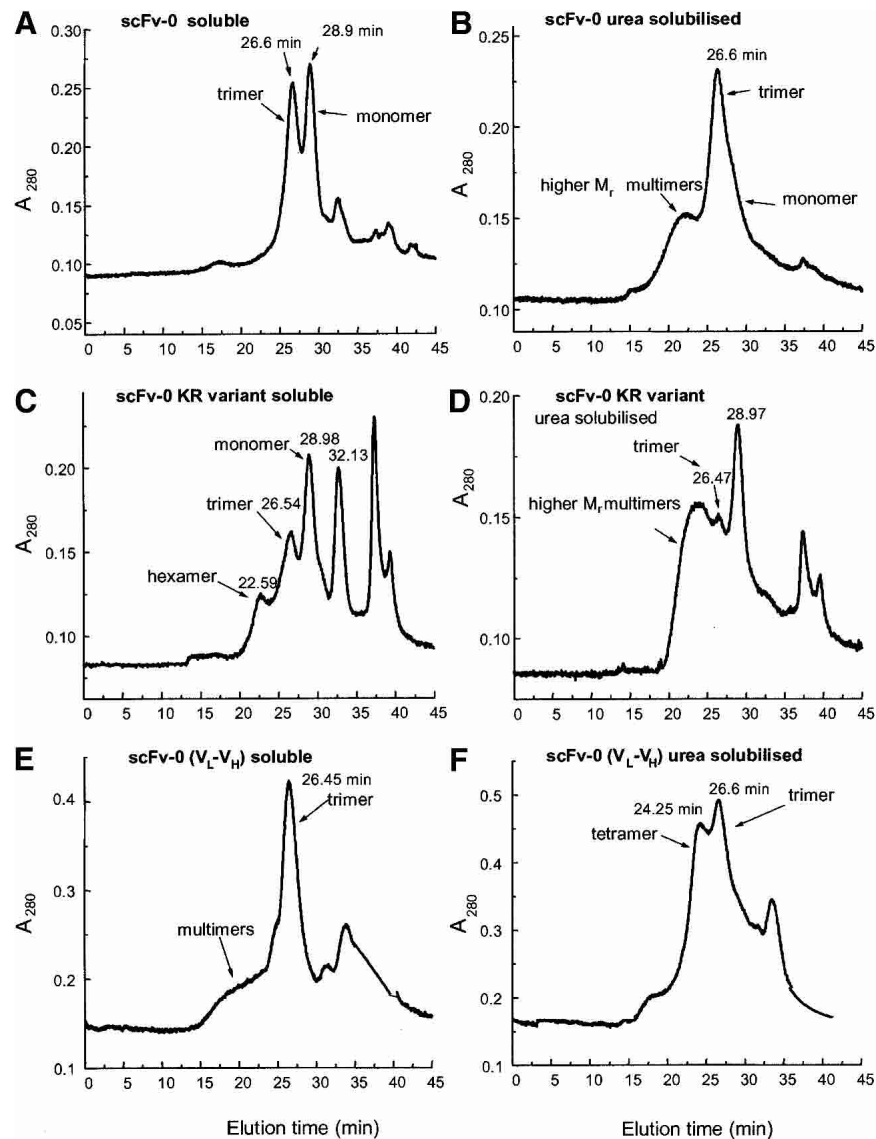 A
scFv-0 soluble
26.6 min
28.9 min
trimer
monomer
A 280
0.30
0.25
0.20
0.15
0.10
0.05
0 5 10 15 20 25 30 35 40 45
B
scFv-0 urea solubilised
26.6 min
trimer
higher Mr multimers
monomer
A 280
0.25
0.20
0.15
0.10
0 5 10 15 20 25 30 35 40 45
C
scFv-0 KR variant soluble
monomer
28.98
32.13
trimer
26.54
hexamer
22.59
A280
0.20
0.15
0.10
0 5 10 15 20 25 30 35 40 45
D
scFv-0 KR variant
urea solubilised
28.97
trimer
26.47
higher Mr multimers
A280
0.20
0.15
0.10
0 5 10 15 20 25 30 35 40 45
E
scFv-0 (VL-VH) soluble
26.45 min
trimer
multimers
A280
0.4
0.3
0.2
0.1
0 5 10 15 20 25 30 35 40 45
Elution time (min)
F
scFv-0 (VL-VH) urea solubilised
26.6 min
24.25 min
trimer
tetramer
A280
0.5
0.4
0.3
0.2
0.1
0 5 10 15 20 25 30 35 40 45
Elution time (min)